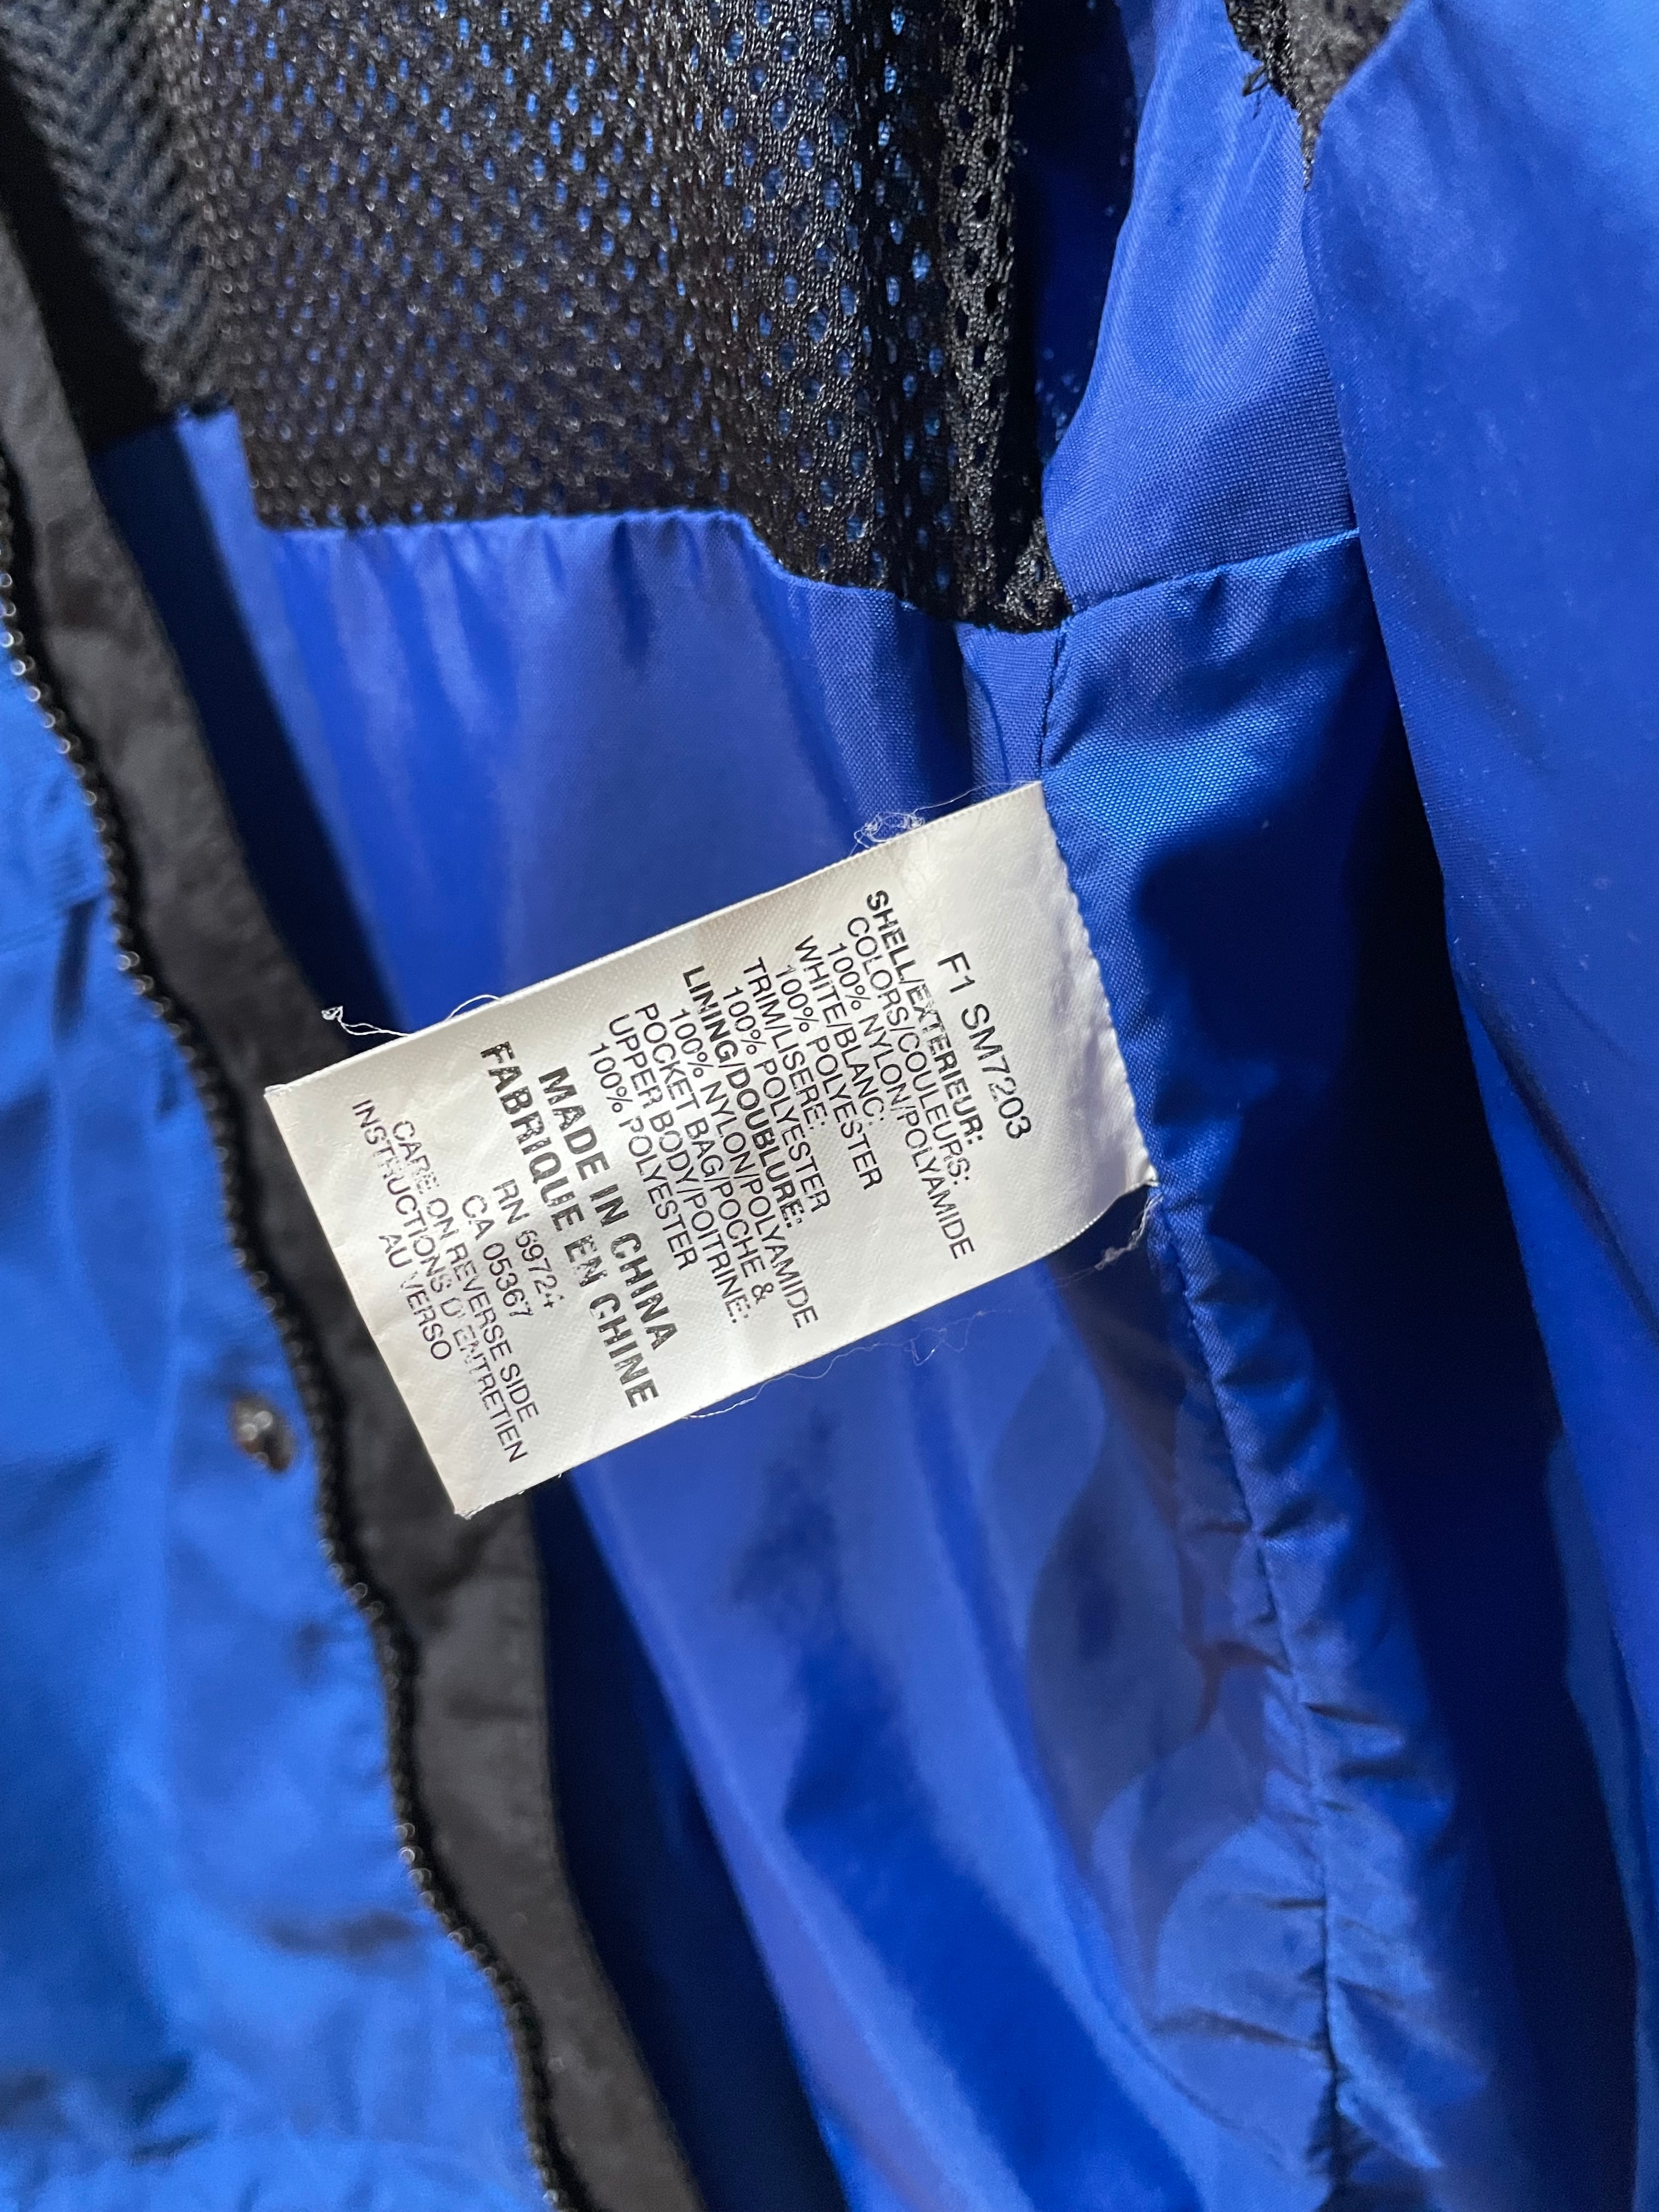 F1 SM7203
SHELL/EXTERIEUR:
COLORS/COULEURS:
100% NYLON/POLYAMIDE
WHITE/BLANC:
100% POLYESTER
TRIM/LISERE:
100% POLYESTER
LINING/DOUBLURE:
100% NYLON/POLYAMIDE
POCKET BAG/POCHE &
UPPER BODY/POITRINE:
100% POLYESTER
MADE IN CHINA
FABRIQUE EN CHINE
RN 69724
CA 05367
CARE ON REVERSE SIDE
INSTRUCTIONS D'ENTRETIEN
AU VERSO